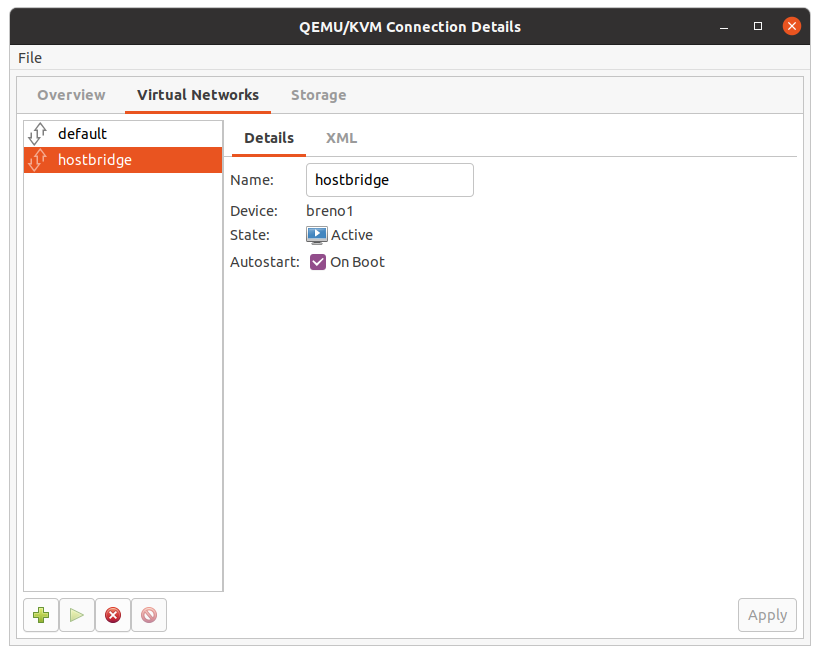 QEMU/KVM Connection Details
File
Overview Virtual Networks Storage
default
hostbridge
Details XML
Name: hostbridge
Device: breno1
State: Active
Autostart: On Boot
Apply